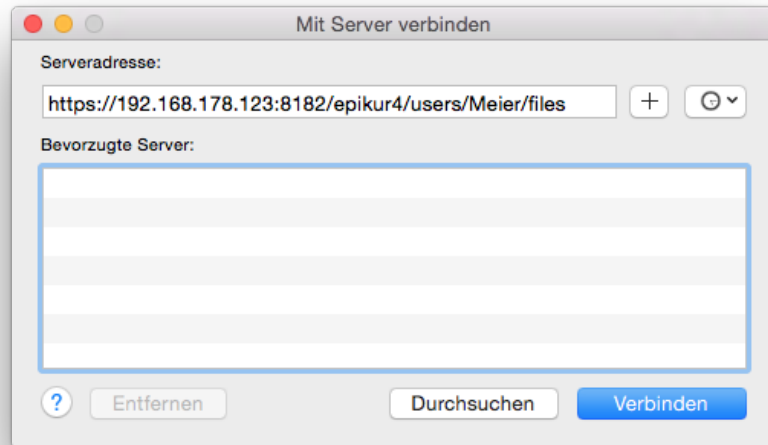 Mit Server verbinden
Serveradresse:
https://192.168.178.123:8182/epikur4/users/Meier/files
+
Bevorzugte Server:
? Entfernen Durchsuchen Verbinden